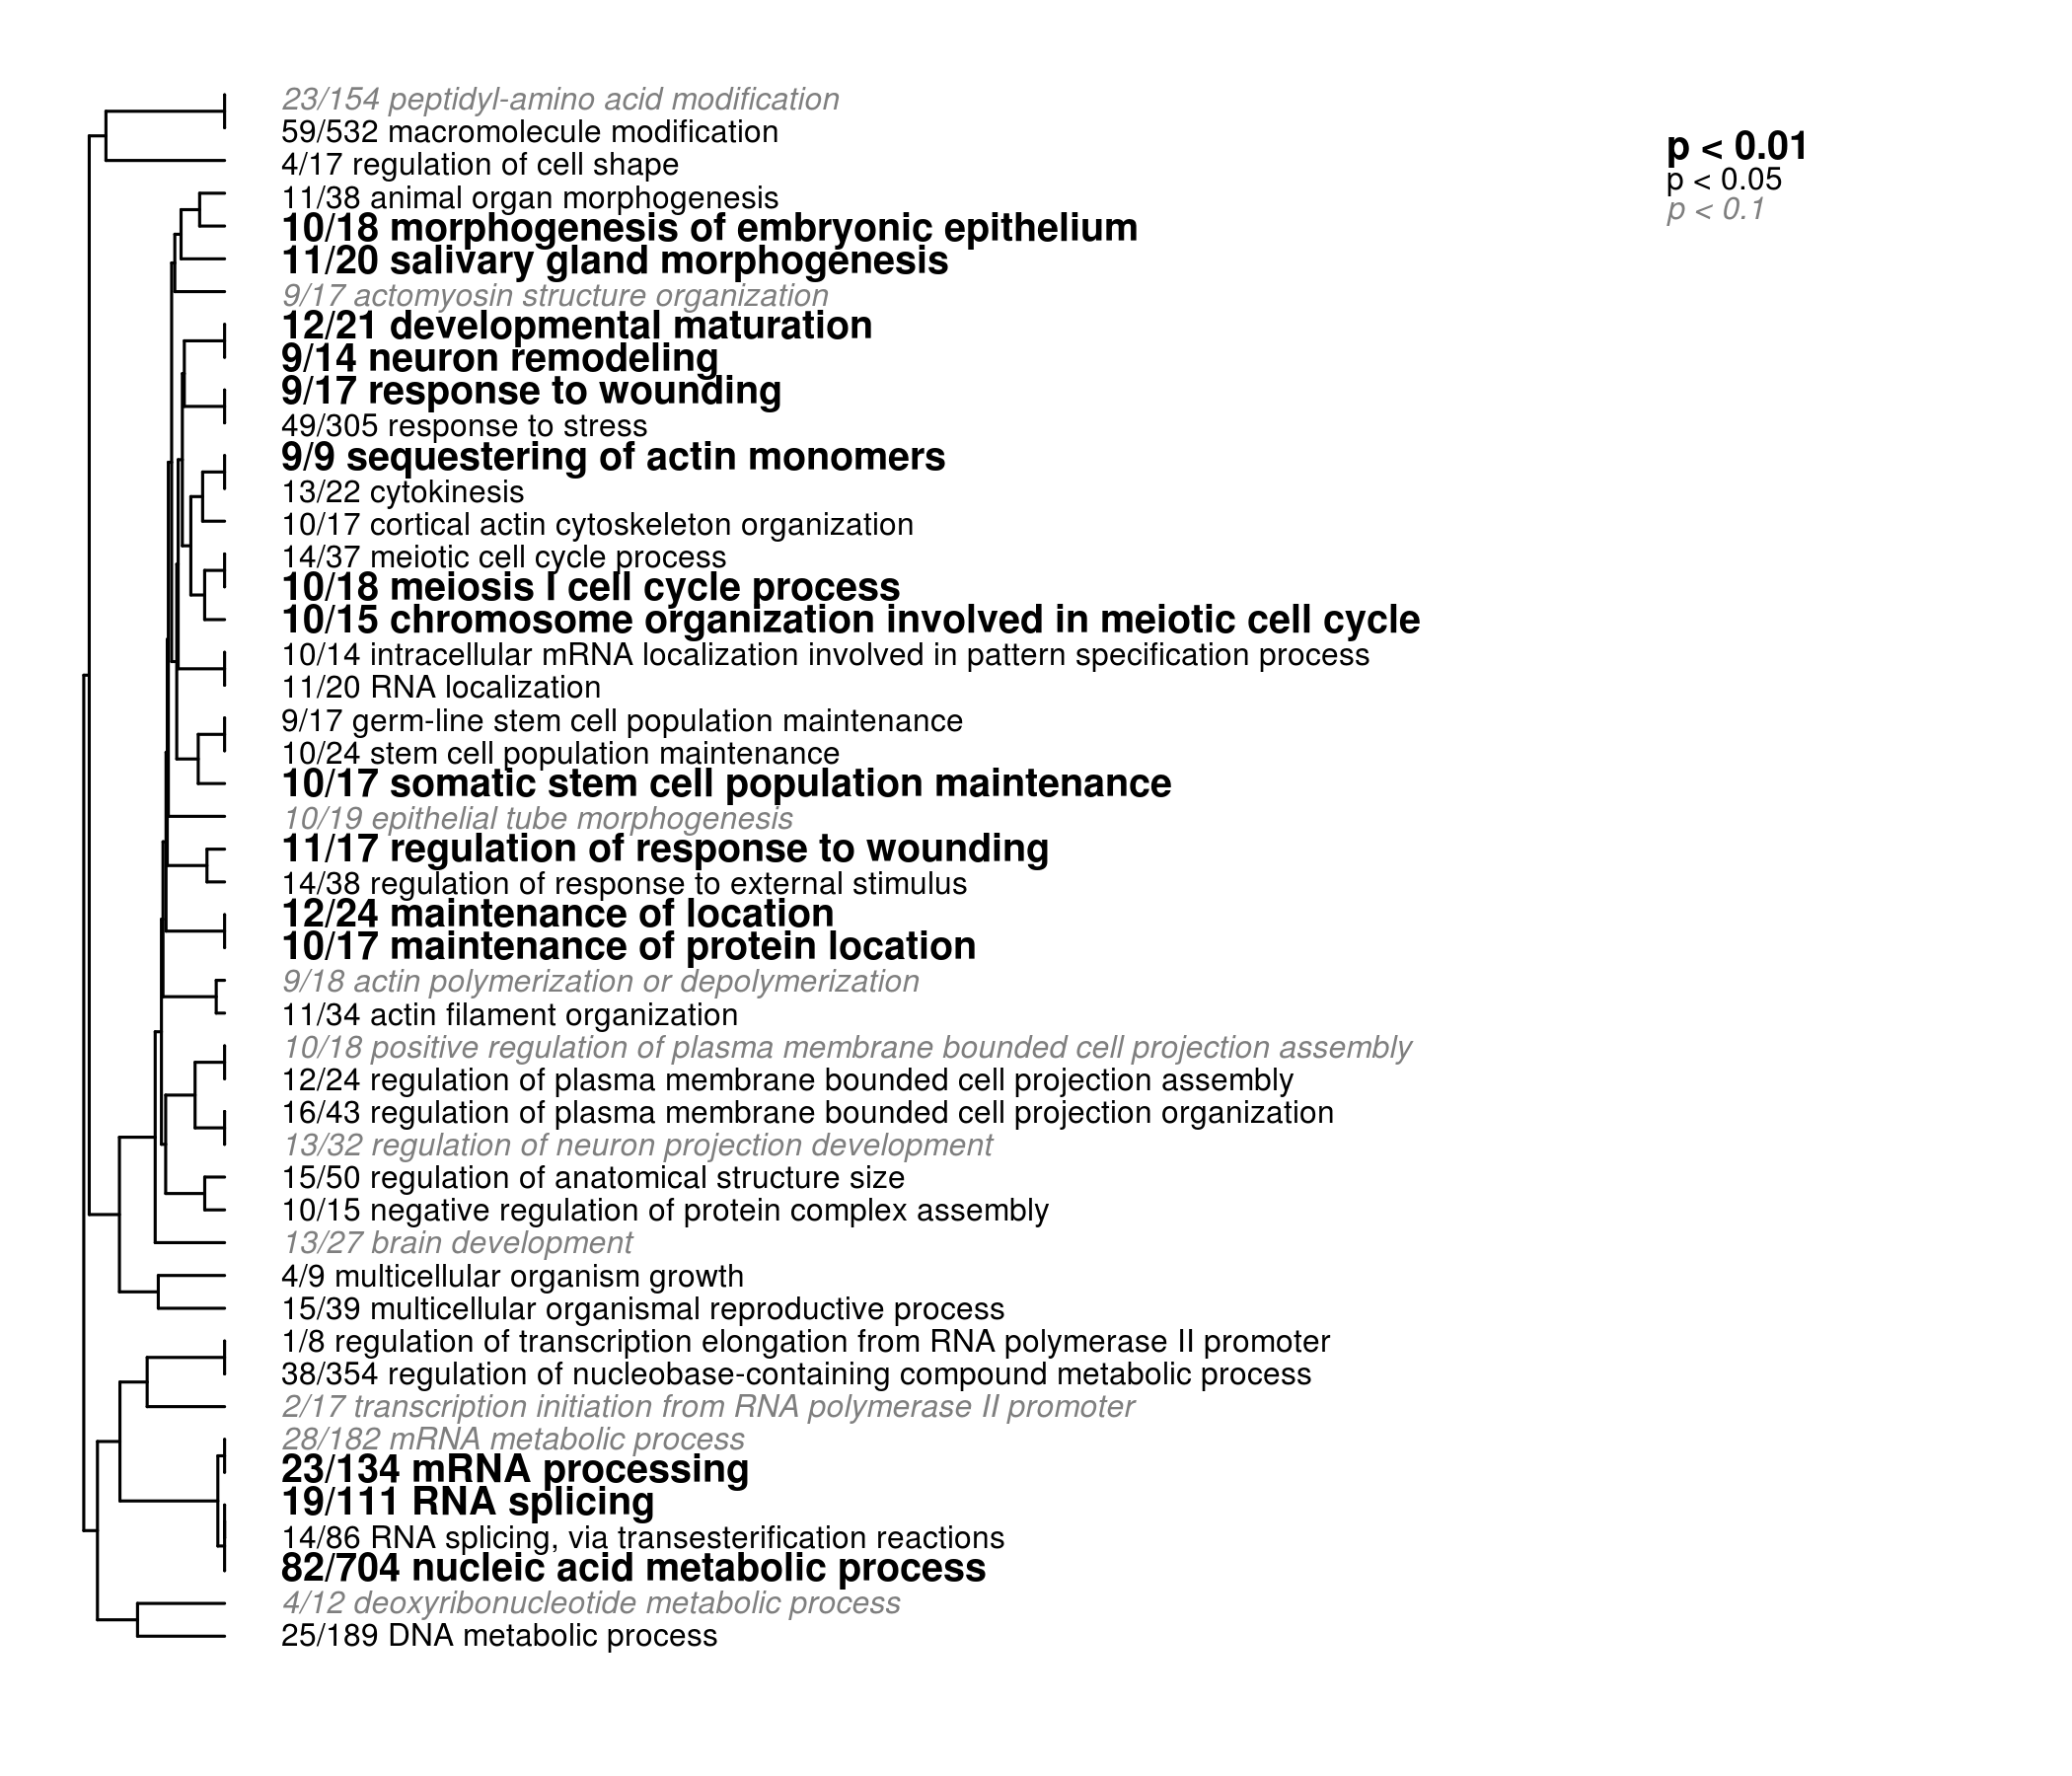 23/154 peptidyl-amino acid modification
59/532 macromolecule modification
4/17 regulation of cell shape
11/38 animal organ morphogenesis
10/18 morphogenesis of embryonic epithelium
11/20 salivary gland morphogenesis
9/17 actomyosin structure organization
12/21 developmental maturation
9/14 neuron remodeling
9/17 response to wounding
49/305 response to stress
9/9 sequestering of actin monomers
13/22 cytokinesis
10/17 cortical actin cytoskeleton organization
14/37 meiotic cell cycle process
10/18 meiosis I cell cycle process
10/15 chromosome organization involved in meiotic cell cycle
10/14 intracellular mRNA localization involved in pattern specification process
11/20 RNA localization
9/17 germ-line stem cell population maintenance
10/24 stem cell population maintenance
10/17 somatic stem cell population maintenance
10/19 epithelial tube morphogenesis
11/17 regulation of response to wounding
14/38 regulation of response to external stimulus
12/24 maintenance of location
10/17 maintenance of protein location
9/18 actin polymerization or depolymerization
11/34 actin filament organization
10/18 positive regulation of plasma membrane bounded cell projection assembly
12/24 regulation of plasma membrane bounded cell projection assembly
16/43 regulation of plasma membrane bounded cell projection organization
13/32 regulation of neuron projection development
15/50 regulation of anatomical structure size
10/15 negative regulation of protein complex assembly
13/27 brain development
4/9 multicellular organism growth
15/39 multicellular organismal reproductive process
1/8 regulation of transcription elongation from RNA polymerase II promoter
38/354 regulation of nucleobase-containing compound metabolic process
2/17 transcription initiation from RNA polymerase II promoter
28/182 mRNA metabolic process
23/134 mRNA processing
19/111 RNA splicing
14/86 RNA splicing, via transesterification reactions
82/704 nucleic acid metabolic process
4/12 deoxyribonucleotide metabolic process
25/189 DNA metabolic process
p < 0.01
p < 0.05
p < 0.1